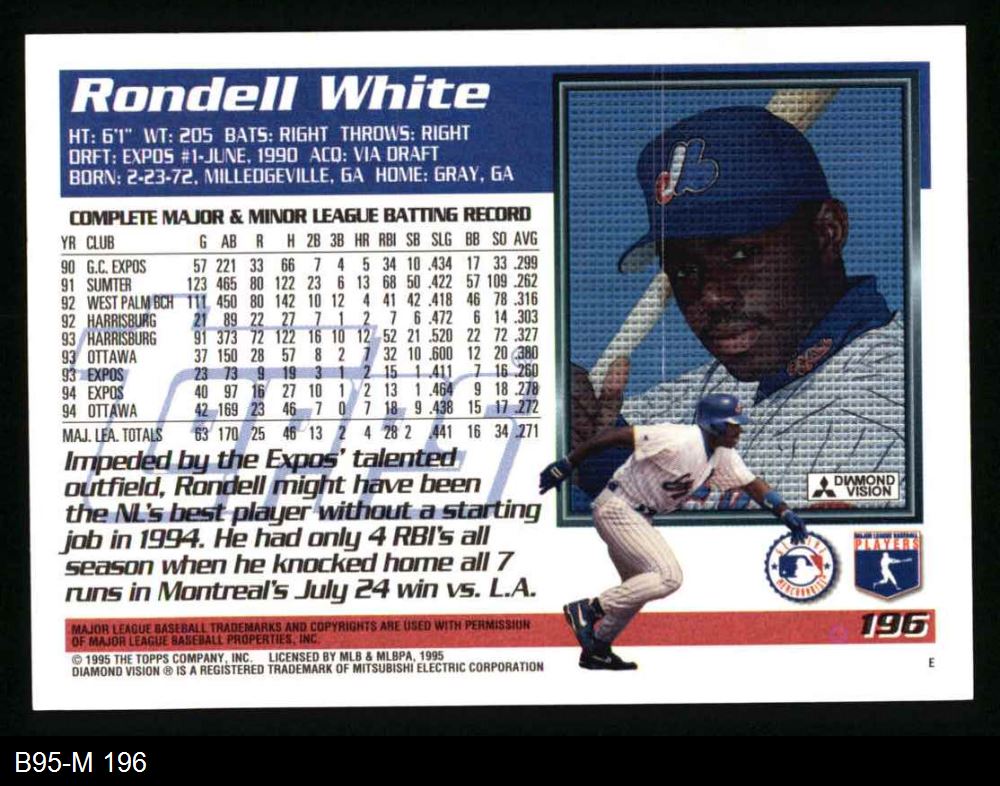 Rondell White
HT: 6'1" WT: 205 BATS: RIGHT THROWS: RIGHT
DRFT: EXPOS #1-JUNE, 1990 ACQ: VIA DRAFT
BORN: 2-23-72, MILLEDGEVILLE, GA HOME: GRAY, GA
COMPLETE MAJOR & MINOR LEAGUE BATTING RECORD
YR CLUB G AB R H 2B 3B HR RBI SB SLG BB SO AVG
90 G.C. EXPOS 57 221 33 66 7 4 5 34 10 .434 17 33 .299
91 SUMTER 123 465 80 122 23 6 13 68 50 .422 57 109 .262
92 WEST PALM BCH 111 450 80 142 10 12 4 41 42 .418 46 78 .316
92 HARRISBURG 21 89 22 27 7 1 2 7 6 .472 6 14 .303
93 HARRISBURG 91 373 72 122 16 10 12 52 21 .520 22 72 .327
93 OTTAWA 37 150 28 57 8 2 7 32 10 .600 12 20 .380
93 EXPOS 23 73 9 19 3 1 2 15 1 .411 7 16 .260
94 EXPOS 40 97 16 27 10 1 2 13 1 .464 9 18 .278
94 OTTAWA 42 169 23 46 7 0 7 18 9 .438 15 17 .272
MAJ. LEA. TOTALS 63 170 25 46 13 2 4 28 2 .441 16 34 .271
Topps
Impeded by the Expos' talented
outfield, Rondell might have been
the NL's best player without a starting
job in 1994. He had only 4 RBI's all
season when he knocked home all 7
runs in Montreal's July 24 win vs. L.A.
DIAMOND
VISION
GENUINE
MERCHANDISE
MAJOR LEAGUE BASEBALL
PLAYERS
196
MAJOR LEAGUE BASEBALL TRADEMARKS AND COPYRIGHTS ARE USED WITH PERMISSION
OF MAJOR LEAGUE BASEBALL PROPERTIES, INC.
© 1995 THE TOPPS COMPANY, INC. LICENSED BY MLB & MLBPA, 1995
DIAMOND VISION ® IS A REGISTERED TRADEMARK OF MITSUBISHI ELECTRIC CORPORATION
E
B95-M 196